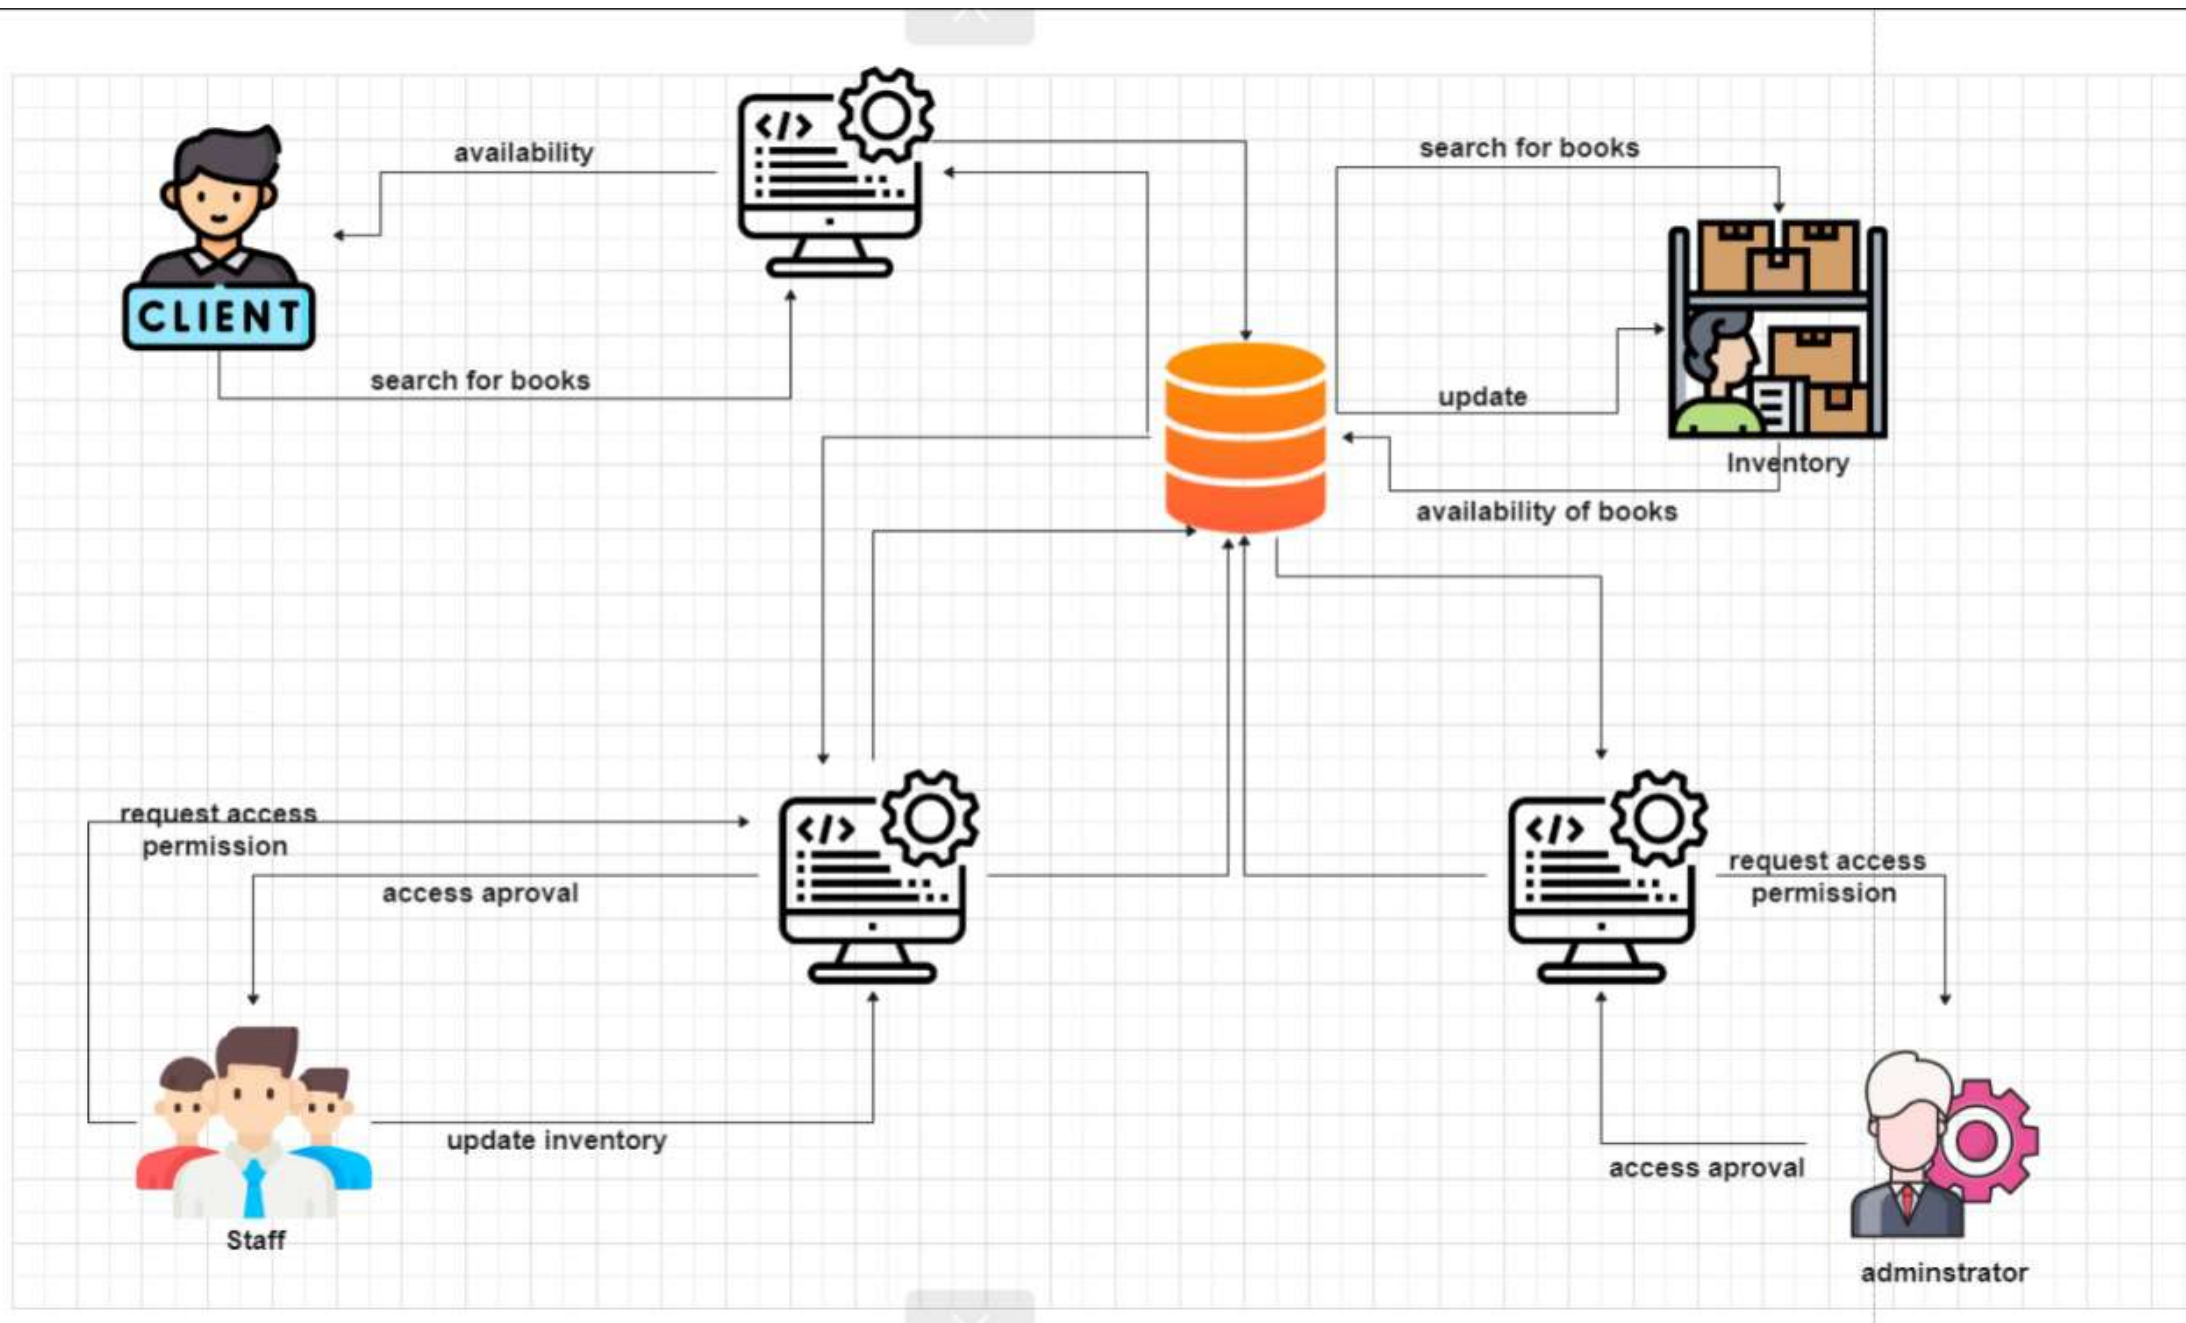 availability
search for books
CLIENT
search for books
update
Inventory
availability of books
request access
permission
access aproval
request access
permission
update inventory
access aproval
Staff
adminstrator